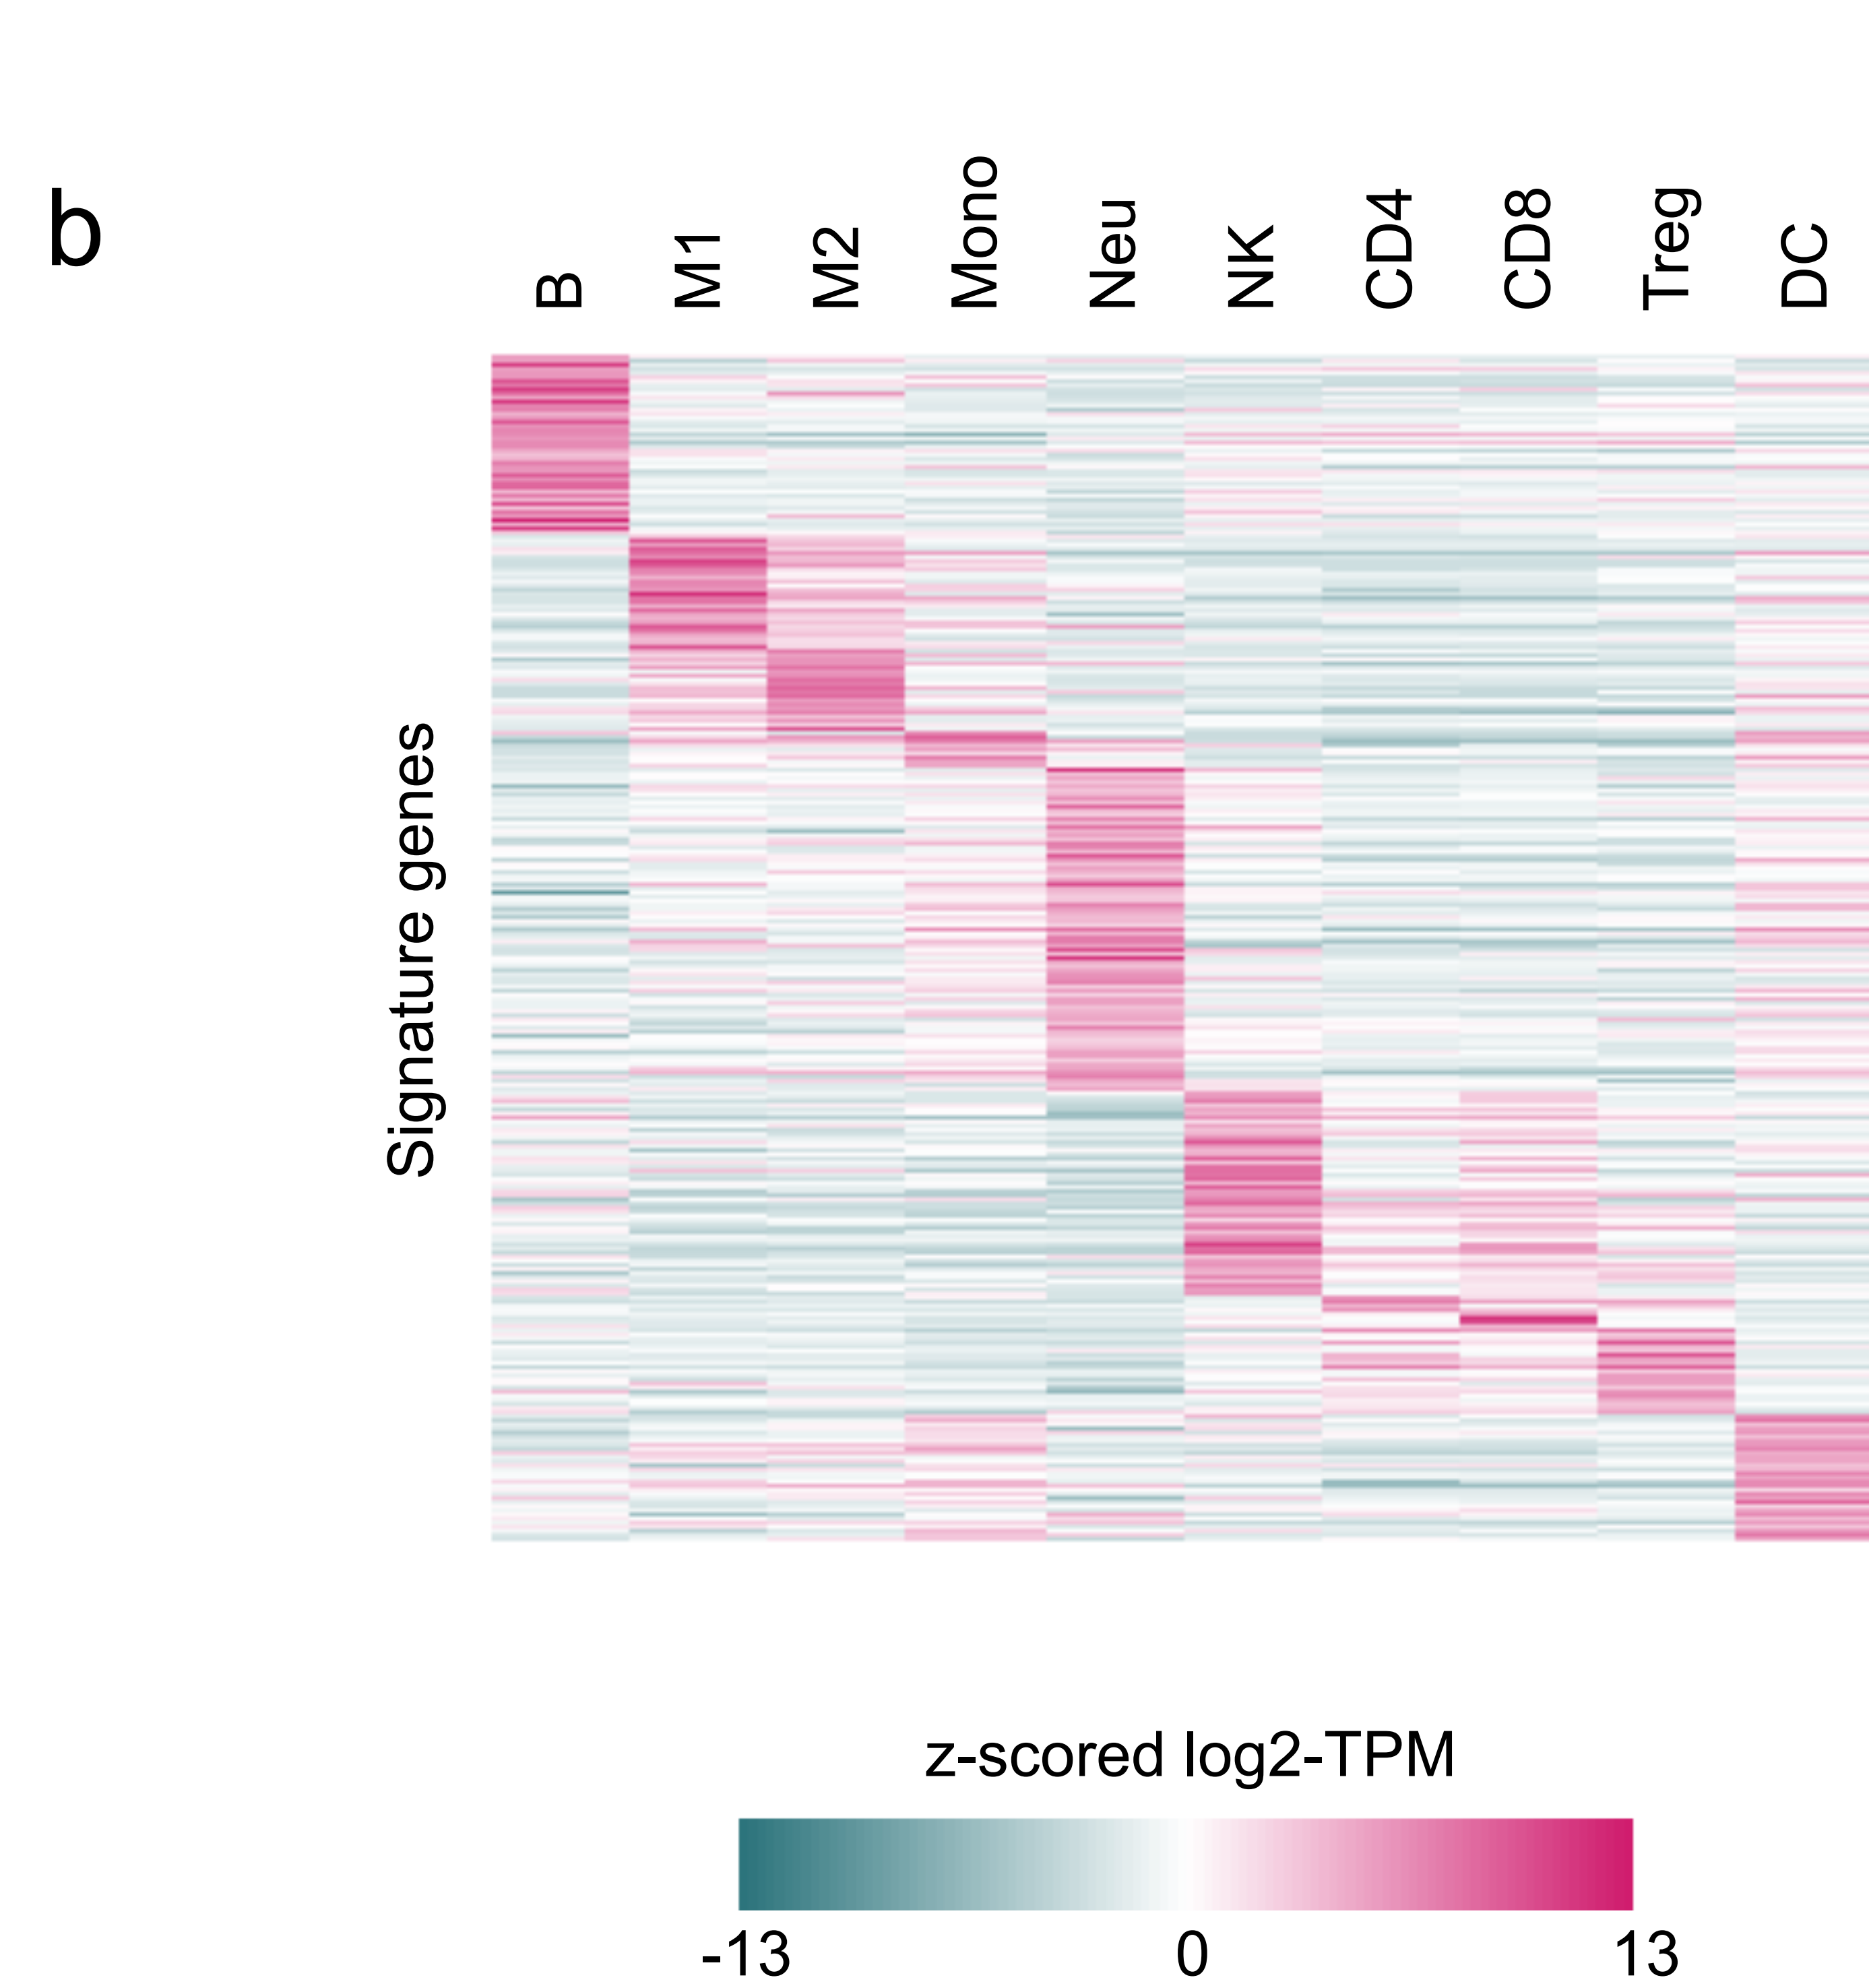 b
B
M1
M2
Mono
Neu
NK
CD4
CD8
Treg
DC
Signature genes
z-scored log2-TPM
-13
0
13